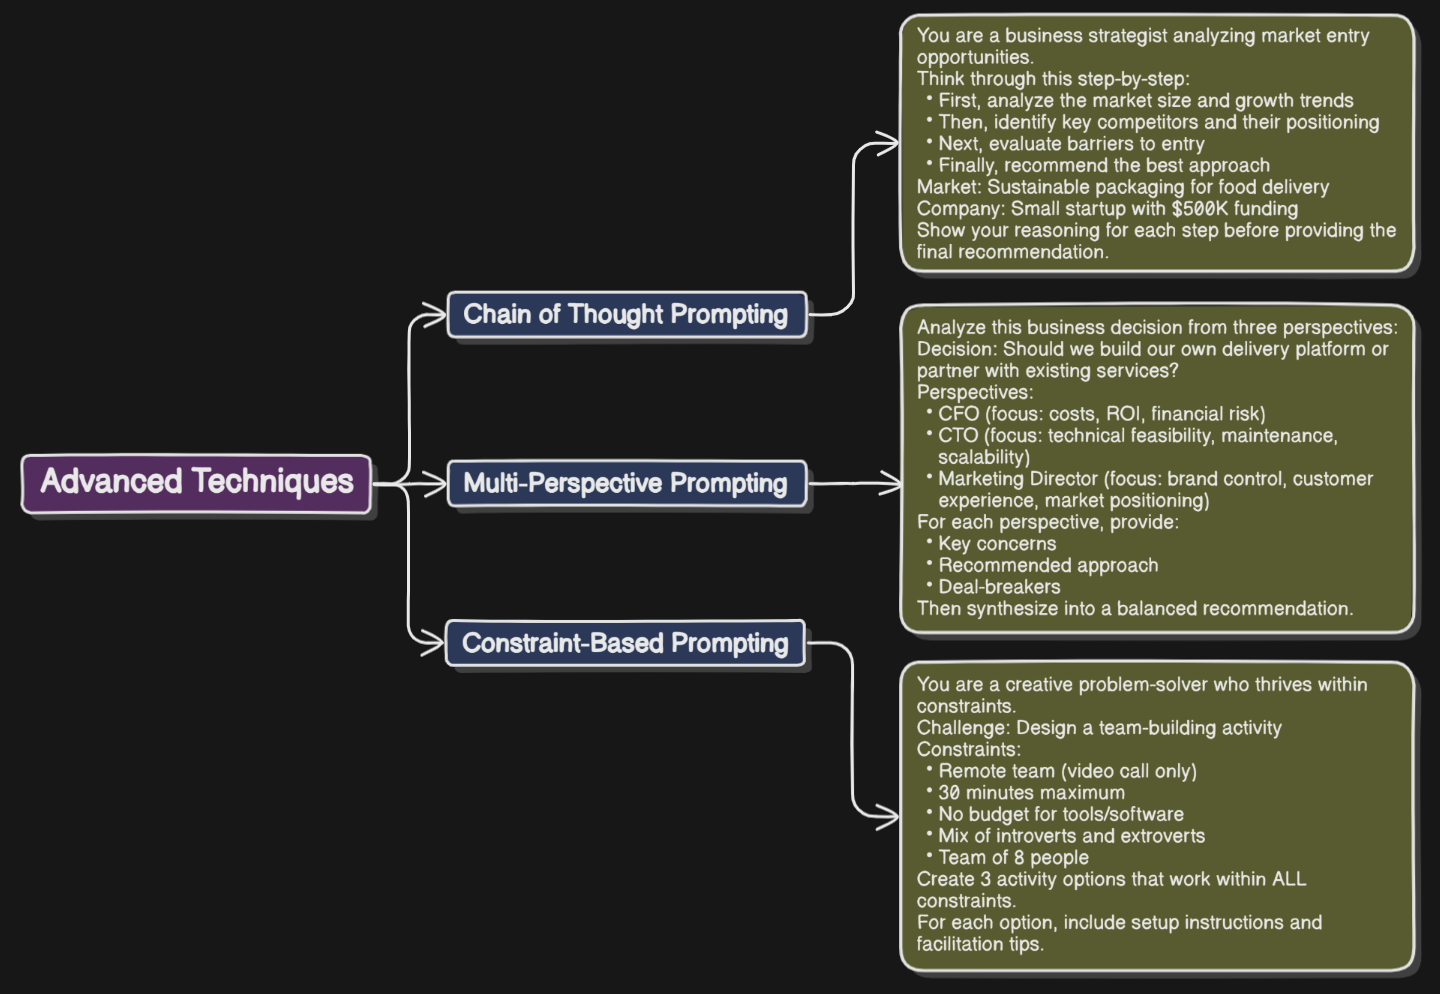 Advanced Techniques
Chain of Thought Prompting
You are a business strategist analyzing market entry
opportunities.
Think through this step-by-step:
• First, analyze the market size and growth trends
• Then, identify key competitors and their positioning
• Next, evaluate barriers to entry
• Finally, recommend the best approach
Market: Sustainable packaging for food delivery
Company: Small startup with $500K funding
Show your reasoning for each step before providing the
final recommendation.
Multi-Perspective Prompting
Analyze this business decision from three perspectives:
Decision: Should we build our own delivery platform or
partner with existing services?
Perspectives:
• CFO (focus: costs, ROI, financial risk)
• CTO (focus: technical feasibility, maintenance,
scalability)
• Marketing Director (focus: brand control, customer
experience, market positioning)
For each perspective, provide:
• Key concerns
• Recommended approach
• Deal-breakers
Then synthesize into a balanced recommendation.
Constraint-Based Prompting
You are a creative problem-solver who thrives within
constraints.
Challenge: Design a team-building activity
Constraints:
• Remote team (video call only)
• 30 minutes maximum
• No budget for tools/software
• Mix of introverts and extroverts
• Team of 8 people
Create 3 activity options that work within ALL
constraints.
For each option, include setup instructions and
facilitation tips.